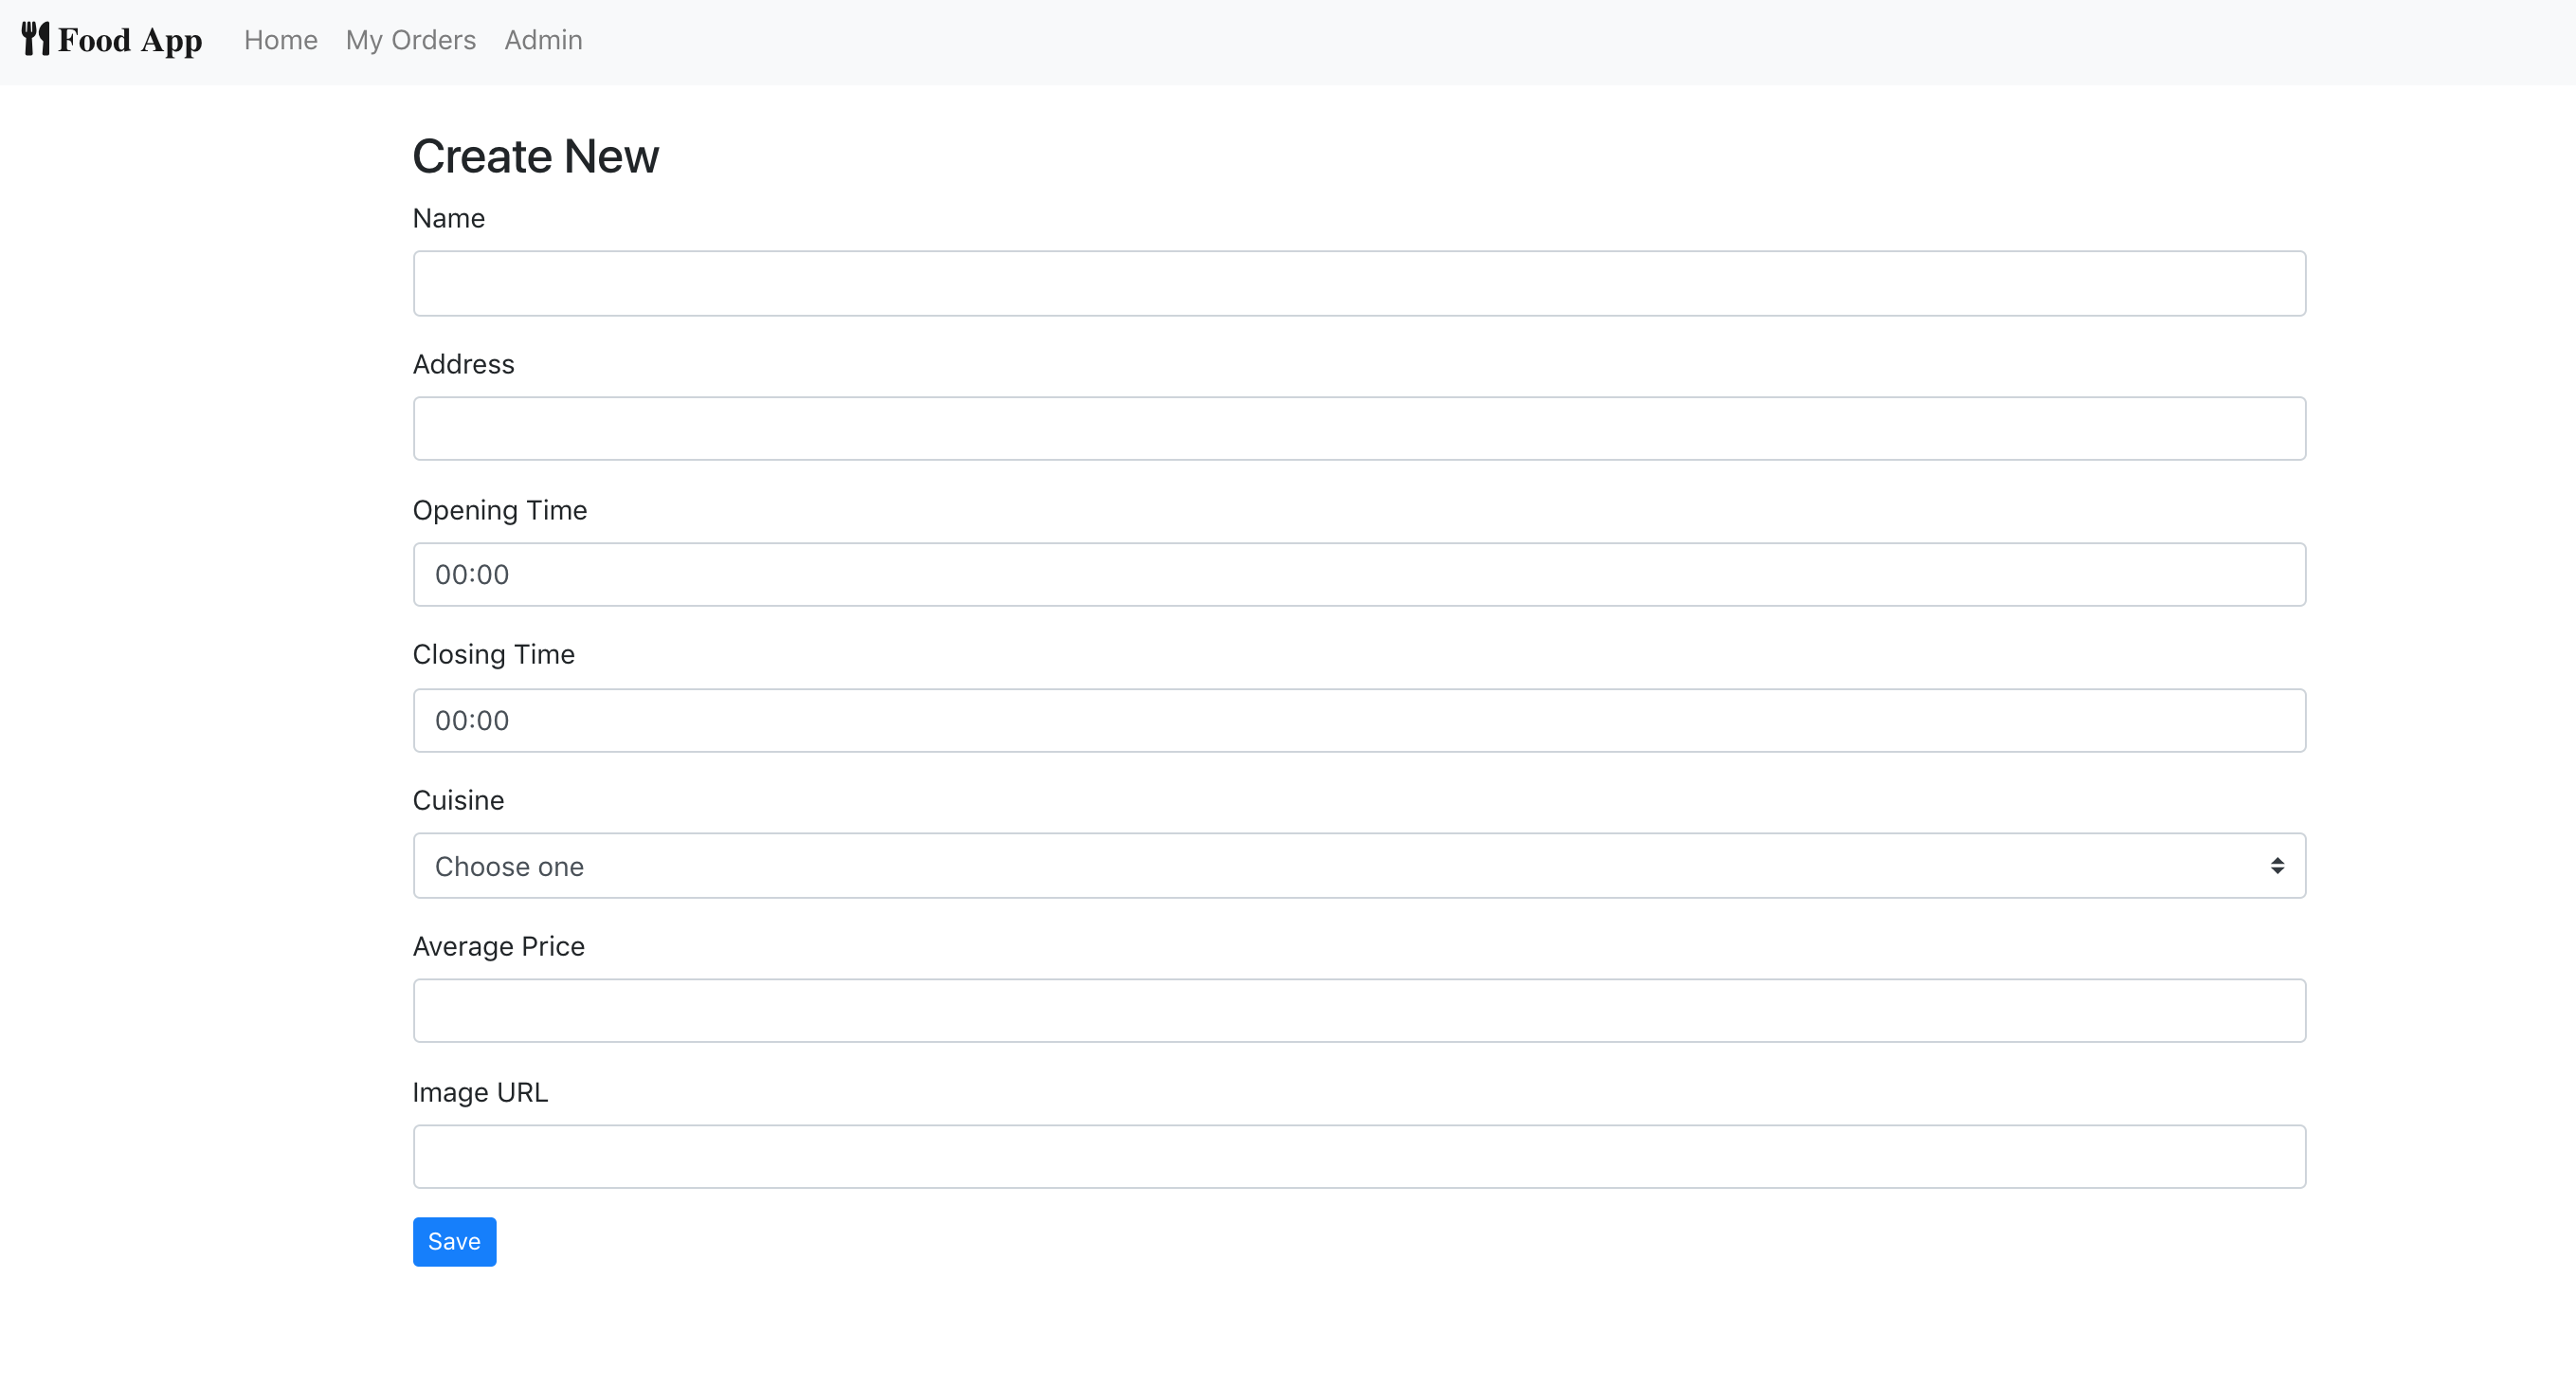 Food App Home My Orders Admin
Create New
Name
Address
Opening Time
00:00
Closing Time
00:00
Cuisine
Choose one
Average Price
Image URL
Save